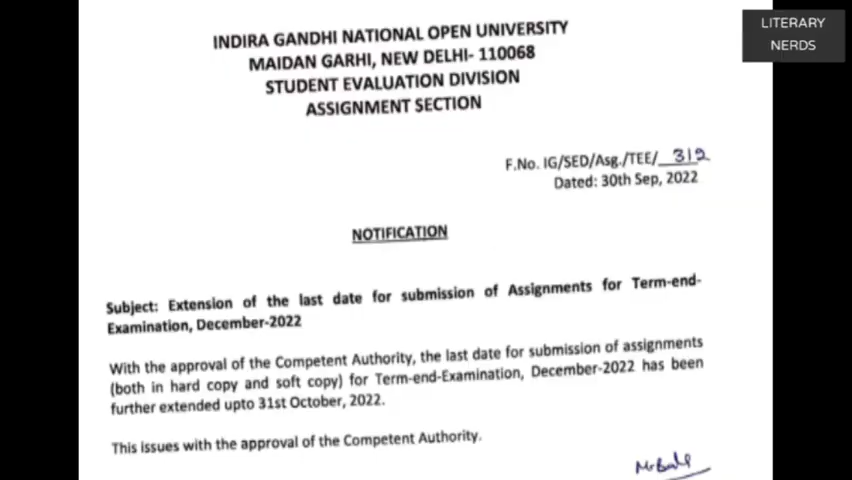 LITERARY
NERDS
INDIRA GANDHI NATIONAL OPEN UNIVERSITY
MAIDAN GARHI, NEW DELHI- 110068
STUDENT EVALUATION DIVISION
ASSIGNMENT SECTION
F.No. IG/SED/Asg./TEE/ 312
Dated: 30th Sep, 2022
NOTIFICATION
Subject: Extension of the last date for submission of Assignments for Term-end-
Examination, December-2022
With the approval of the Competent Authority, the last date for submission of assignments
(both in hard copy and soft copy) for Term-end-Examination, December-2022 has been
further extended upto 31st October, 2022.
This issues with the approval of the Competent Authority.